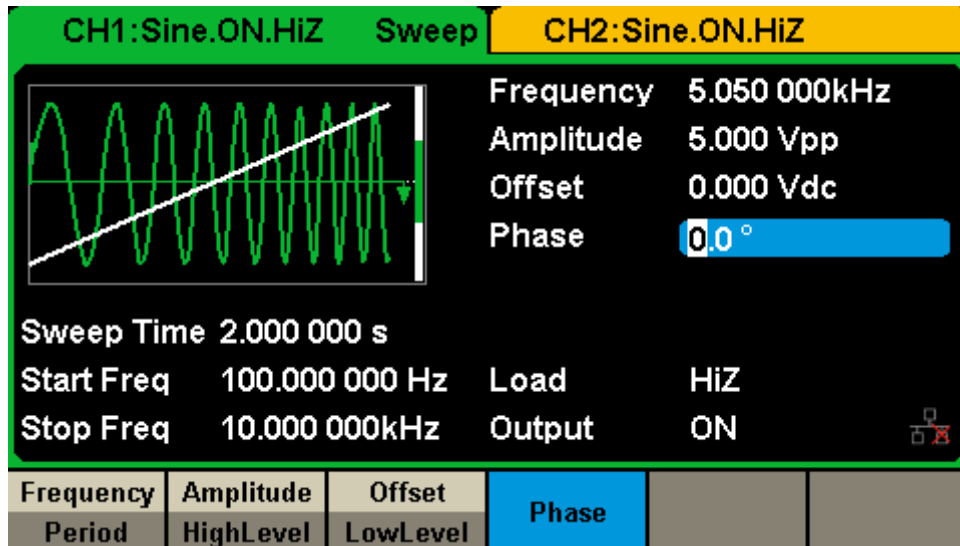 CH1:Sine.ON.HiZ Sweep CH2:Sine.ON.HiZ
Frequency 5.050 000kHz
Amplitude 5.000 Vpp
Offset 0.000 Vdc
Phase 0.0 °
Sweep Time 2.000 000 s
Start Freq 100.000 000 Hz Load HiZ
Stop Freq 10.000 000kHz Output ON
Frequency Amplitude Offset Phase
Period HighLevel LowLevel